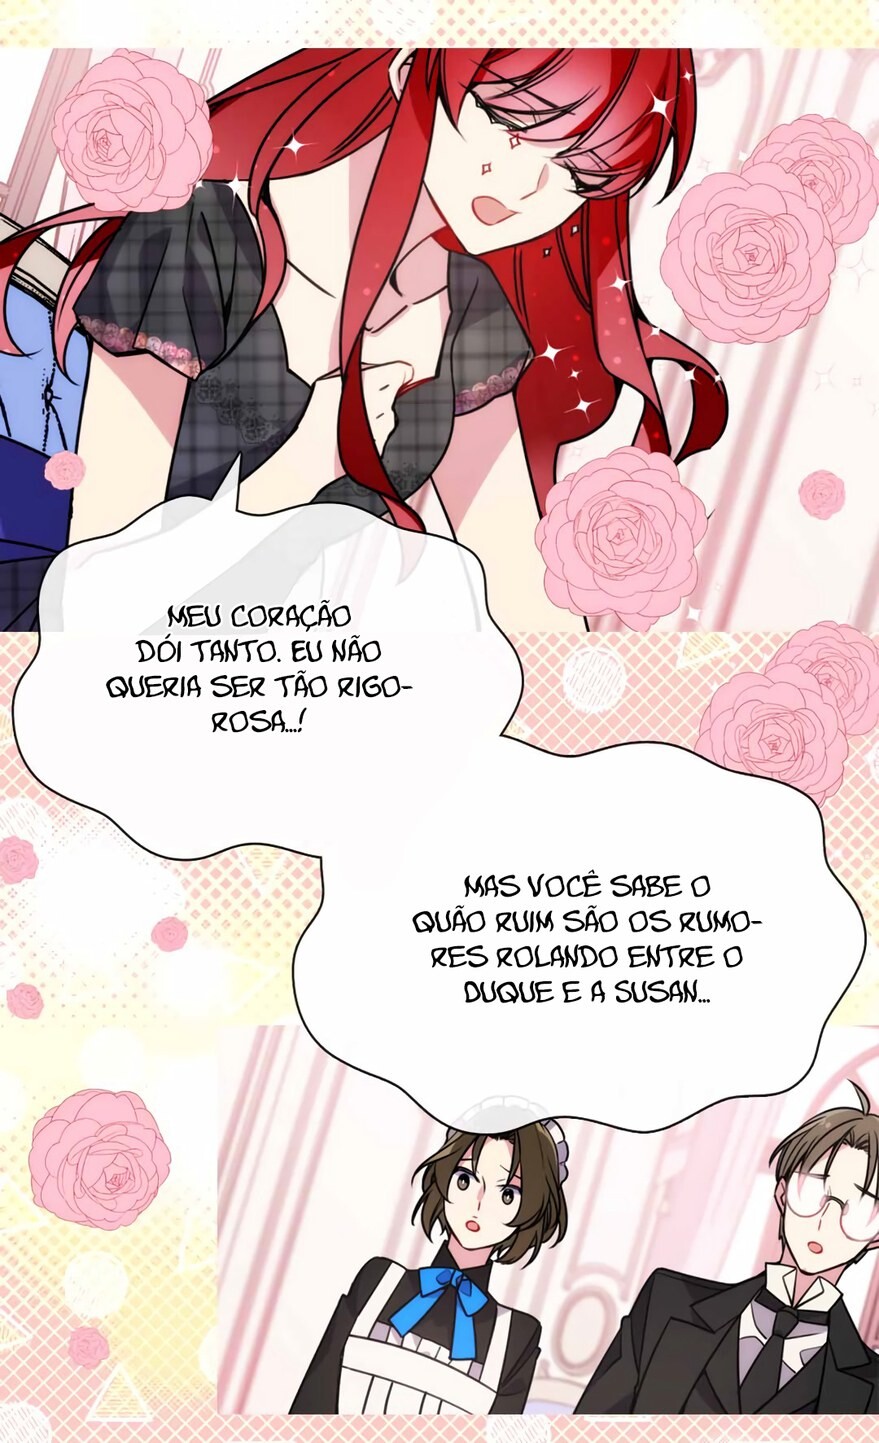 MEU CORAÇÃO
DÓI TANTO. EU NÃO
QUERIA SER TÃO RIGO-
ROSA...!
MAS VOCÊ SABE O
QUÃO RUIM SÃO OS RUMO-
RES ROLANDO ENTRE O
DUQUE E A SUSAN...